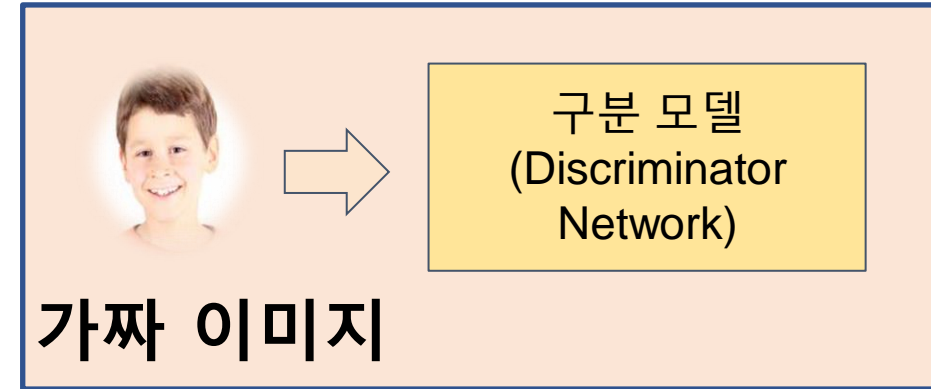 구분 모델
(Discriminator
Network)
가짜 이미지